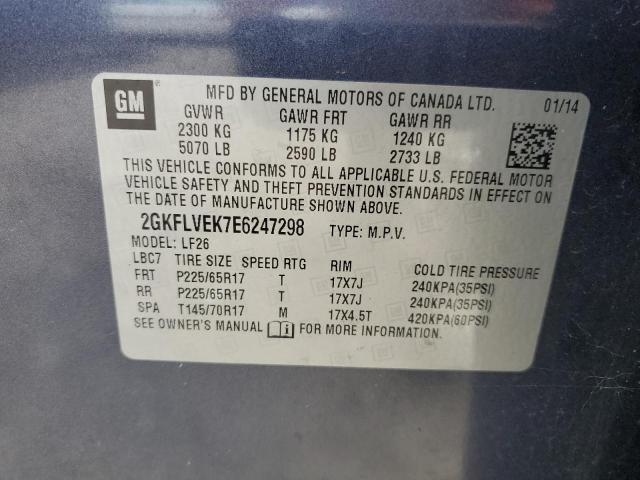 GM ® MFD BY GENERAL MOTORS OF CANADA LTD. 01/14
GVWR GAWR FRT GAWR RR
2300 KG 1175 KG 1240 KG
5070 LB 2590 LB 2733 LB
THIS VEHICLE CONFORMS TO ALL APPLICABLE U.S. FEDERAL MOTOR
VEHICLE SAFETY AND THEFT PREVENTION STANDARDS IN EFFECT ON
THE DATE OF MANUFACTURE SHOWN ABOVE.
2GKFLVEK7E6247298 TYPE: M.P.V.
MODEL: LF26
LBC7 TIRE SIZE SPEED RTG RIM COLD TIRE PRESSURE
FRT P225/65R17 T 17X7J 240KPA(35PSI)
RR P225/65R17 T 17X7J 240KPA(35PSI)
SPA T145/70R17 M 17X4.5T 420KPA(60PSI)
SEE OWNER'S MANUAL FOR MORE INFORMATION.